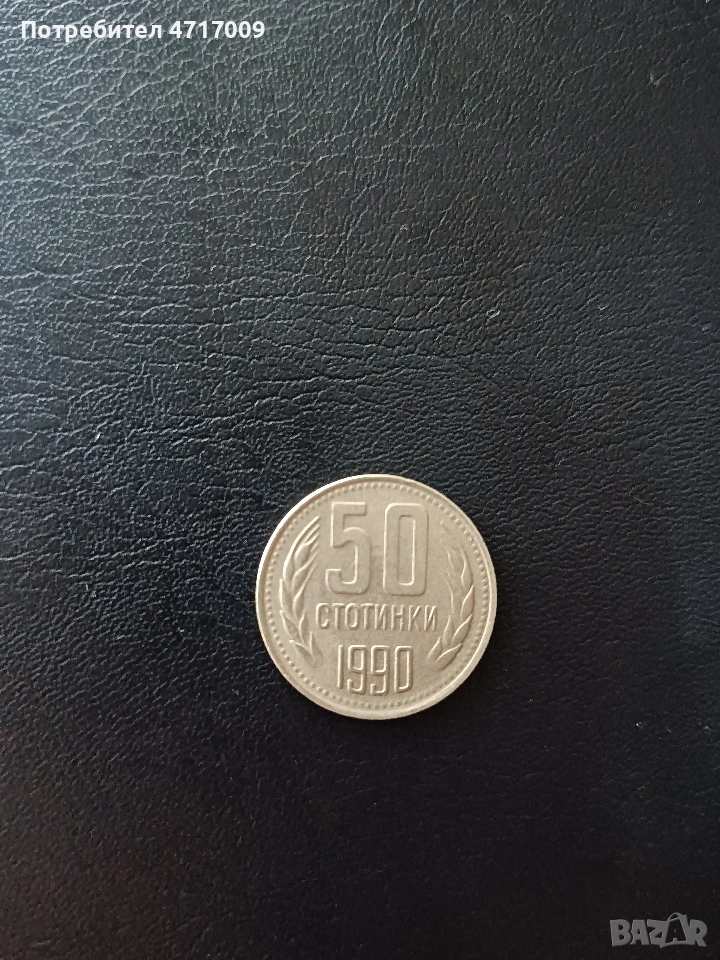 Потребител 4717009
50
СТОТИНКИ
1990
BAZAR